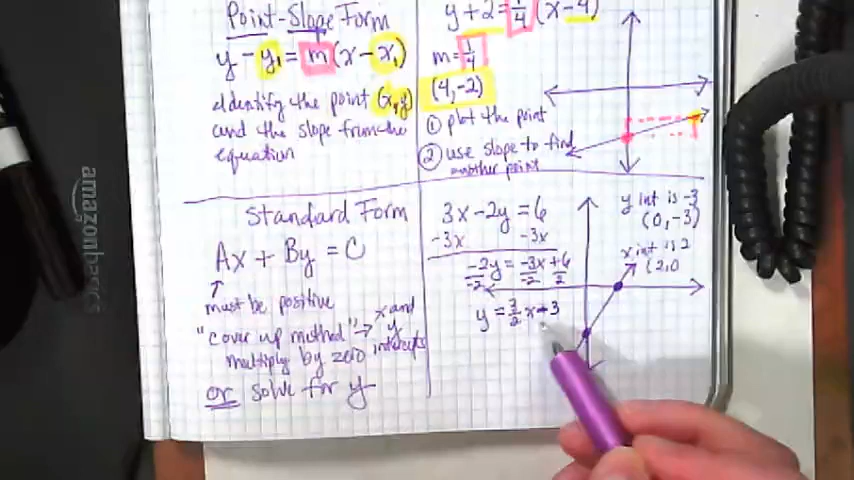 Point-Slope Form
y - y₁ = m(x - x₁)
Identify the point (x, y)
and the slope from the
equation
y + 2 = 1/4 (x - 4)
m = 1/4
(4, -2)
① plot the point
② use slope to find
another point
Standard Form
Ax + By = C
must be positive
"cover up method" → x and
y
multiply by zero intercepts
or solve for y
3x - 2y = 6
-3x -3x
-2y = -3x + 6
-2 -2 2
y = 3/2 x + 3
y int is -3
(0, -3)
x int is 2
(2, 0
amazonbasics